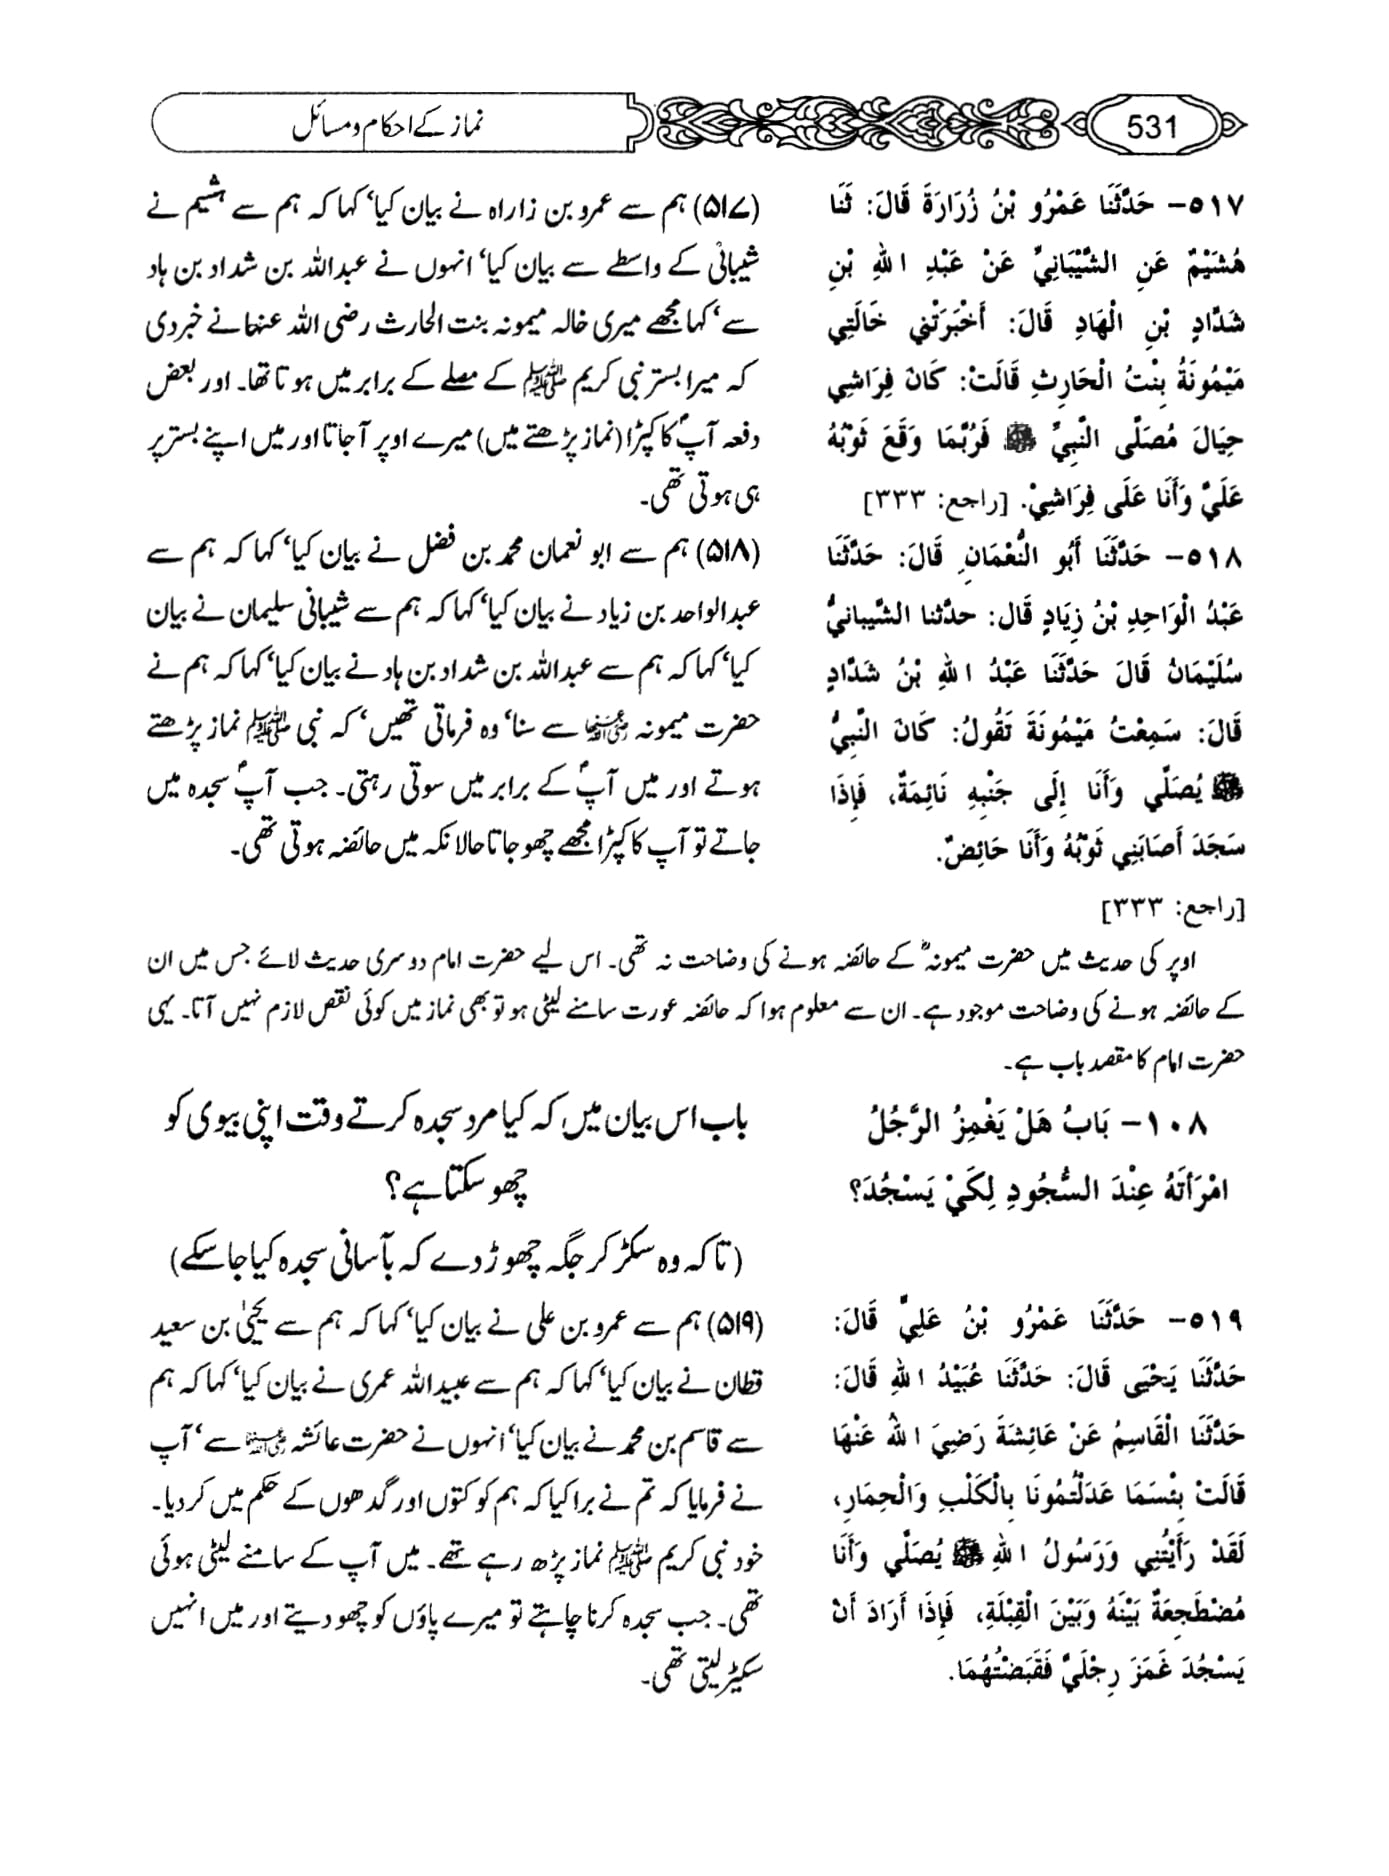 531
نماز کے احکام و مسائل
٥١٧- حَدَّثَنَا عَمْرُو بْنُ زُرَارَةَ قَالَ: ثَنَا
هُشَيْمٌ عَنِ الشَّيْبَانِيِّ عَنْ عَبْدِ اللهِ بْنِ
شَدَّادٍ بْنِ الْهَادِ قَالَ: أَخْبَرَتْنِي خَالَتِي
مَيْمُونَةُ بِنْتُ الْحَارِثِ قَالَتْ: كَانَ فِرَاشِي
حِيَالَ مُصَلَّى النَّبِيِّ ﷺ فَرُبَّمَا وَقَعَ ثَوْبُهُ
عَلَيَّ وَأَنَا عَلَى فِرَاشِيْ. [راجع: ٣٣٣]
٥١٨- حَدَّثَنَا أَبُو النُّعْمَانِ قَالَ: حَدَّثَنَا
عَبْدُ الْوَاحِدِ بْنُ زِيَادٍ قَال: حدَّثنا الشَّيبانيُّ
سُلَيْمَانُ قَالَ حَدَّثَنَا عَبْدُ اللهِ بْنُ شَدَّادٍ
قَالَ: سَمِعْتُ مَيْمُونَةَ تَقُولُ: كَانَ النَّبِيُّ
ﷺ يُصَلِّي وَأَنَا إِلَى جَنْبِهِ نَائِمَةٌ، فَإِذَا
سَجَدَ أَصَابَنِي ثَوْبُهُ وَأَنَا حَائِضٌ.
[راجع: ٣٣٣]
(۵۱۷) ہم سے عمرو بن زاراہ نے بیان کیا‘ کہا کہ ہم سے ہشیم نے
شیبانی کے واسطے سے بیان کیا‘ انہوں نے عبداللہ بن شداد بن ہاد
سے‘ کہا مجھے میری خالہ میمونہ بنت الحارث رضی اللہ عنہا نے خبر دی
کہ میرا بستر نبی کریم ﷺ کے مصلے کے برابر میں ہوتا تھا۔ اور بعض
دفعہ آپؐ کا کپڑا (نماز پڑھتے میں) میرے اوپر آ جاتا اور میں اپنے بستر پر
ہی ہوتی تھی۔
(۵۱۸) ہم سے ابو نعمان محمد بن فضل نے بیان کیا‘ کہا کہ ہم سے
عبدالواحد بن زیاد نے بیان کیا‘ کہا کہ ہم سے شیبانی سلیمان نے بیان
کیا‘ کہا کہ ہم سے عبداللہ بن شداد بن ہاد نے بیان کیا‘ کہا کہ ہم نے
حضرت میمونہ رضی اللہ عنہا سے سنا‘ وہ فرماتی تھیں‘ کہ نبی ﷺ نماز پڑھتے
ہوتے اور میں آپؐ کے برابر میں سوتی رہتی۔ جب آپؐ سجدہ میں
جاتے تو آپ کا کپڑا مجھے چھو جاتا حالانکہ میں حائضہ ہوتی تھی۔
اوپر کی حدیث میں حضرت میمونہؓ کے حائضہ ہونے کی وضاحت نہ تھی۔ اس لیے حضرت امام دوسری حدیث لائے جس میں ان
کے حائضہ ہونے کی وضاحت موجود ہے۔ ان سے معلوم ہوا کہ حائضہ عورت سامنے لیٹی ہو تو بھی نماز میں کوئی نقص لازم نہیں آتا۔ یہی
حضرت امام کا مقصد باب ہے۔
١٠٨- بَابُ هَلْ يَغْمِزُ الرَّجُلُ
امْرَأَتَهُ عِنْدَ السُّجُودِ لِكَيْ يَسْجُدَ؟
باب اس بیان میں کہ کیا مرد سجدہ کرتے وقت اپنی بیوی کو
چھو سکتا ہے؟
(تا کہ وہ سکڑ کر جگہ چھوڑ دے کہ بآسانی سجدہ کیا جا سکے)
٥١٩- حَدَّثَنَا عَمْرُو بْنُ عَلِيٍّ قَالَ:
حَدَّثَنَا يَحْيَى قَالَ: حَدَّثَنَا عُبَيْدُ اللهِ قَالَ:
حَدَّثَنَا الْقَاسِمُ عَنْ عَائِشَةَ رَضِيَ اللهُ عَنْهَا
قَالَتْ بِئْسَمَا عَدَلْتُمُونَا بِالْكَلْبِ وَالْحِمَارِ،
لَقَدْ رَأَيْتُنِي وَرَسُولُ اللهِ ﷺ يُصَلِّي وَأَنَا
مُضْطَجِعَةٌ بَيْنَهُ وَبَيْنَ الْقِبْلَةِ، فَإِذَا أَرَادَ أَنْ
يَسْجُدَ غَمَزَ رِجْلَيَّ فَقَبَضْتُهُمَا.
(۵۱۹) ہم سے عمرو بن علی نے بیان کیا‘ کہا کہ ہم سے یحییٰ بن سعید
قطان نے بیان کیا‘ کہا کہ ہم سے عبیداللہ عمری نے بیان کیا‘ کہا کہ ہم
سے قاسم بن محمد نے بیان کیا‘ انہوں نے حضرت عائشہ رضی اللہ عنہا سے‘ آپ
نے فرمایا کہ تم نے برا کیا کہ ہم کو کتوں اور گدھوں کے حکم میں کر دیا۔
خود نبی کریم ﷺ نماز پڑھ رہے تھے۔ میں آپ کے سامنے لیٹی ہوئی
تھی۔ جب سجدہ کرنا چاہتے تو میرے پاؤں کو چھو دیتے اور میں انہیں
سکیڑ لیتی تھی۔